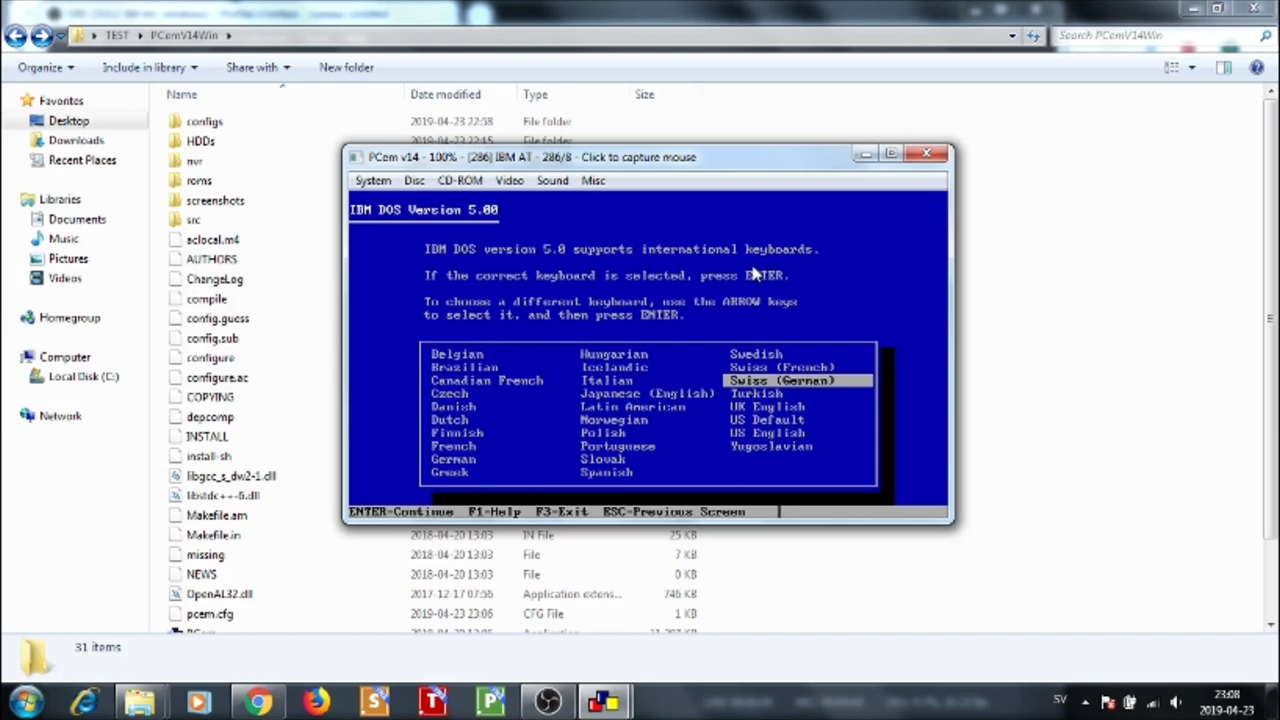 TEST PCemV14Win
Search PCemV14Win
Organize Include in library Share with New folder
Name Date modified Type Size
Favorites
Desktop
Downloads
Recent Places
Libraries
Documents
Music
Pictures
Videos
Homegroup
Computer
Local Disk (C:)
Network
configs 2019-04-23 22:58 File folder
HDDs 2019-04-23 22:15 File folder
nvr
roms
screenshots
src
aclocal.m4
AUTHORS
ChangeLog
compile
config.guess
config.sub
configure
configure.ac
COPYING
depcomp
INSTALL
install-sh
libgcc_s_dw2-1.dll
libstdc++-6.dll
Makefile.am
Makefile.in 2018-04-20 13:03 IN File 25 KB
missing 2018-04-20 13:03 File 7 KB
NEWS 2018-04-20 13:03 File 0 KB
OpenAL32.dll 2017-12-17 07:56 Application extens... 746 KB
pcem.cfg 2019-04-23 23:06 CFG File 1 KB
PCem v14 - 100% - [286] IBM AT - 286/8 - Click to capture mouse
System Disc CD-ROM Video Sound Misc
IBM DOS Version 5.00
IBM DOS version 5.0 supports international keyboards.
If the correct keyboard is selected, press ENTER.
To choose a different keyboard, use the ARROW keys
to select it, and then press ENTER.
Belgian Hungarian Swedish
Brazilian Icelandic Swiss (French)
Canadian French Italian Swiss (German)
Czech Japanese (English) Turkish
Danish Latin American UK English
Dutch Norwegian US Default
Finnish Polish US English
French Portuguese Yugoslavian
German Slovak
Greek Spanish
ENTER-Continue F1-Help F3-Exit ESC-Previous Screen
31 items
SV
23:08
2019-04-23